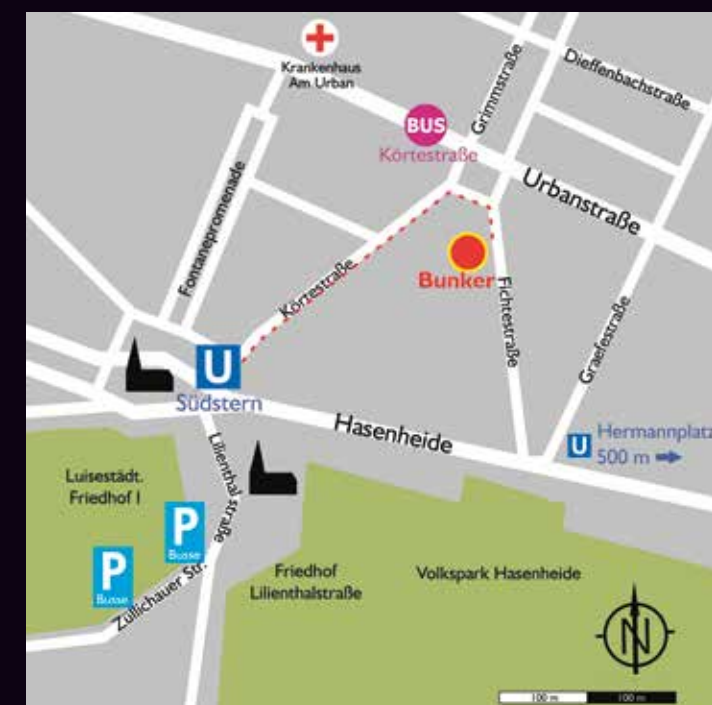 Krankenhaus
Am Urban
BUS
Körtestraße
Grimmstraße
Dieffenbachstraße
Urbanstraße
Fontanepromenade
Körtestraße
Bunker
Fichtestraße
Graefestraße
U
Südstern
Hasenheide
U Hermannplatz
500 m
Lilienthalstraße
Luisestädt.
Friedhof I
P
Busse
P
Busse
Züllichauer Str.
Friedhof
Lilienthalstraße
Volkspark Hasenheide
N
100 m 100 m